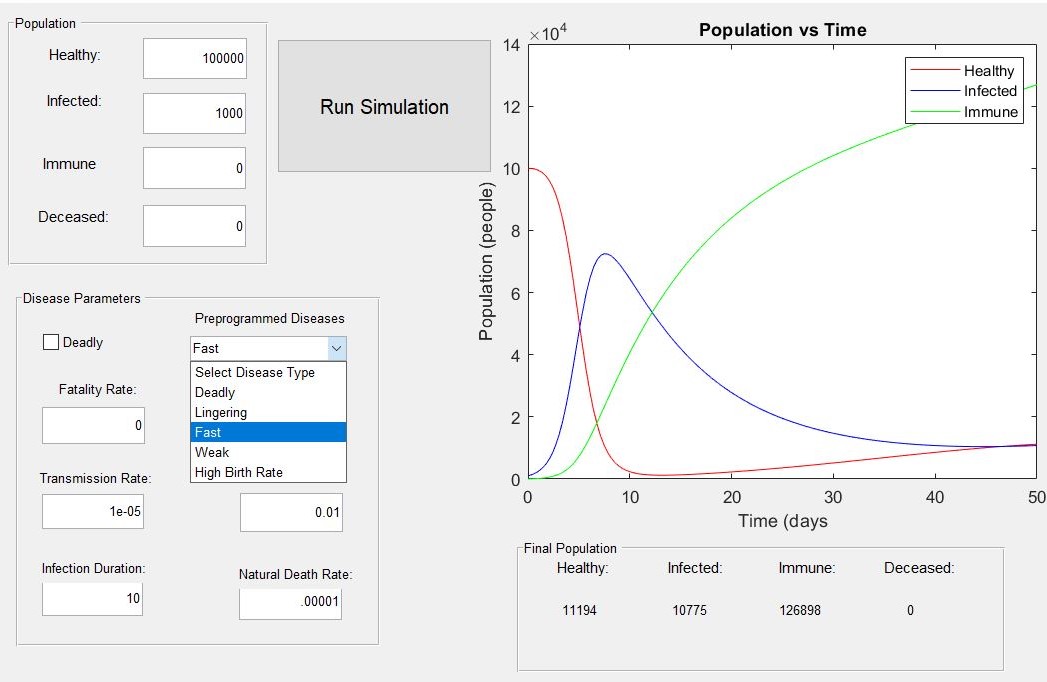 Population
Healthy:
100000
Infected:
1000
Immune
0
Deceased:
0
Run Simulation
Disease Parameters
Deadly
Preprogrammed Diseases
Fast
Select Disease Type
Deadly
Lingering
Fast
Weak
High Birth Rate
Fatality Rate:
0
Transmission Rate:
1e-05
0.01
Infection Duration:
10
Natural Death Rate:
.00001
Population vs Time
×10⁴
14
12
10
8
6
4
2
0
Population (people)
0 10 20 30 40 50
Time (days
Healthy
Infected
Immune
Final Population
Healthy: Infected: Immune: Deceased:
11194 10775 126898 0